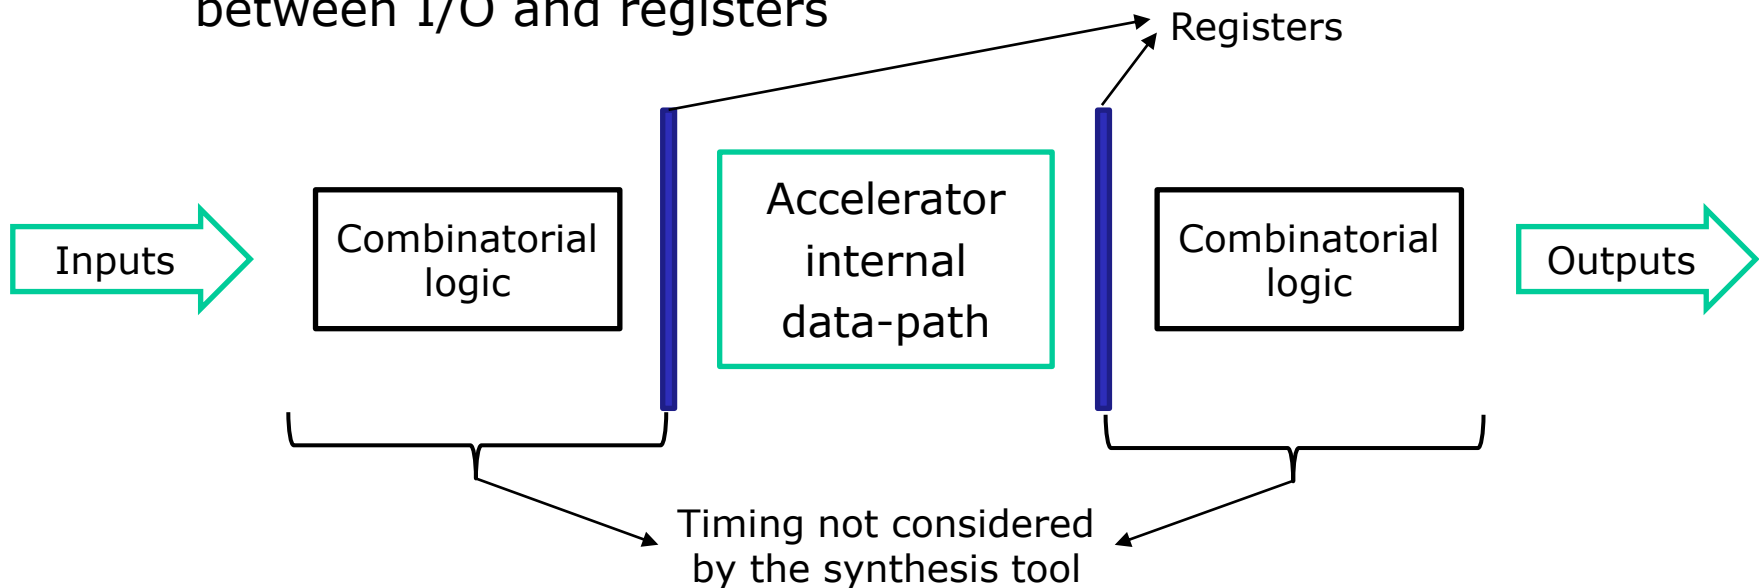 between I/O and registers
Registers
Inputs
Combinatorial
logic
Accelerator
internal
data-path
Combinatorial
logic
Outputs
Timing not considered
by the synthesis tool